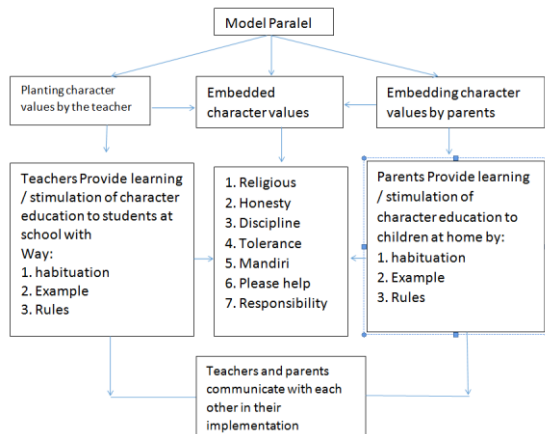 Model Paralel
Planting character
values by the teacher
Embedded
character values
Embedding character
values by parents
Teachers Provide learning
/ stimulation of character
education to students at
school with
Way:
1. habituation
2. Example
3. Rules
1. Religious
2. Honesty
3. Discipline
4. Tolerance
5. Mandiri
6. Please help
7. Responsibility
Parents Provide learning
/ stimulation of
character education to
children at home by:
1. habituation
2. Example
3. Rules
Teachers and parents
communicate with each
other in their
implementation